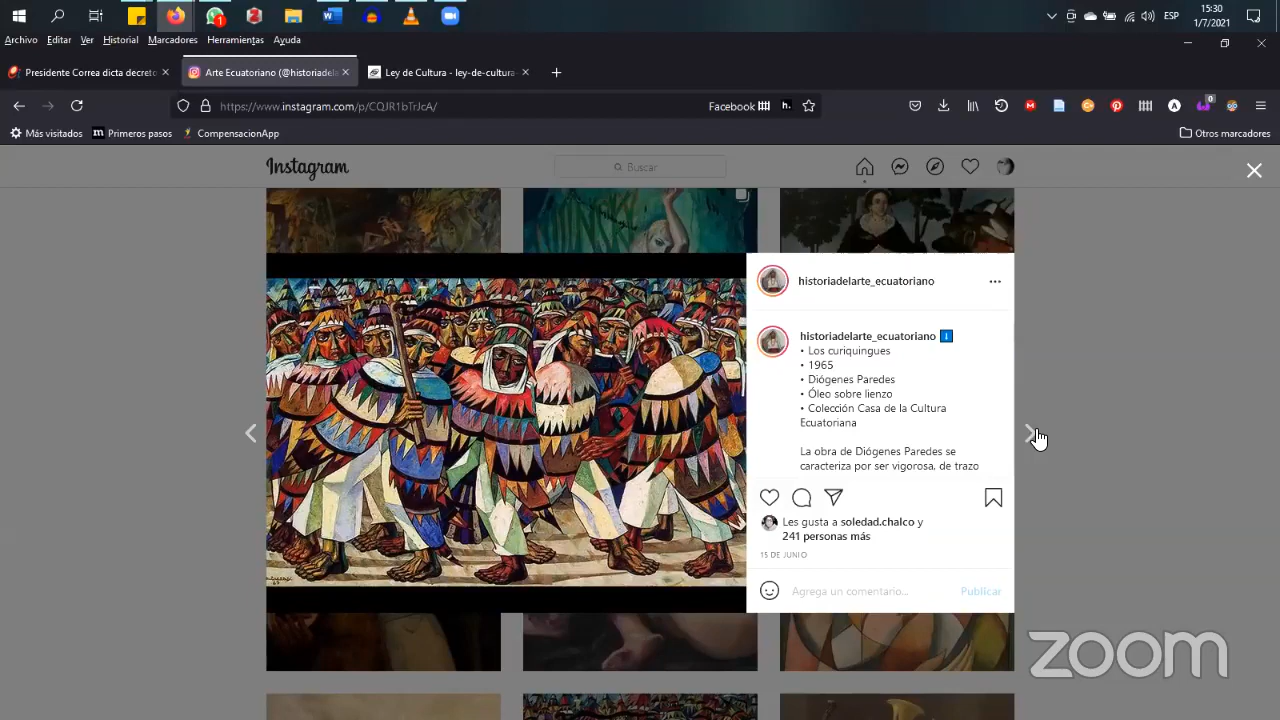 ESP
15:30
1/7/2021
1
Archivo Editar Ver Historial Marcadores Herramientas Ayuda
Presidente Correa dicta decreto
Arte Ecuatoriano (@historiadela
Ley de Cultura - ley-de-cultura-
https://www.instagram.com/p/CQJR1bTrJcA/
Facebook
h.
0
Más visitados
m Primeros pasos
CompensacionApp
Otros marcadores
Instagram
Buscar
historiadelarte_ecuatoriano
historiadelarte_ecuatoriano
• Los curiquingues
• 1965
• Diógenes Paredes
• Óleo sobre lienzo
• Colección Casa de la Cultura
Ecuatoriana
La obra de Diógenes Paredes se
caracteriza por ser vigorosa, de trazo
Les gusta a soledad.chalco y
241 personas más
15 DE JUNIO
Agrega un comentario...
Publicar
zoom